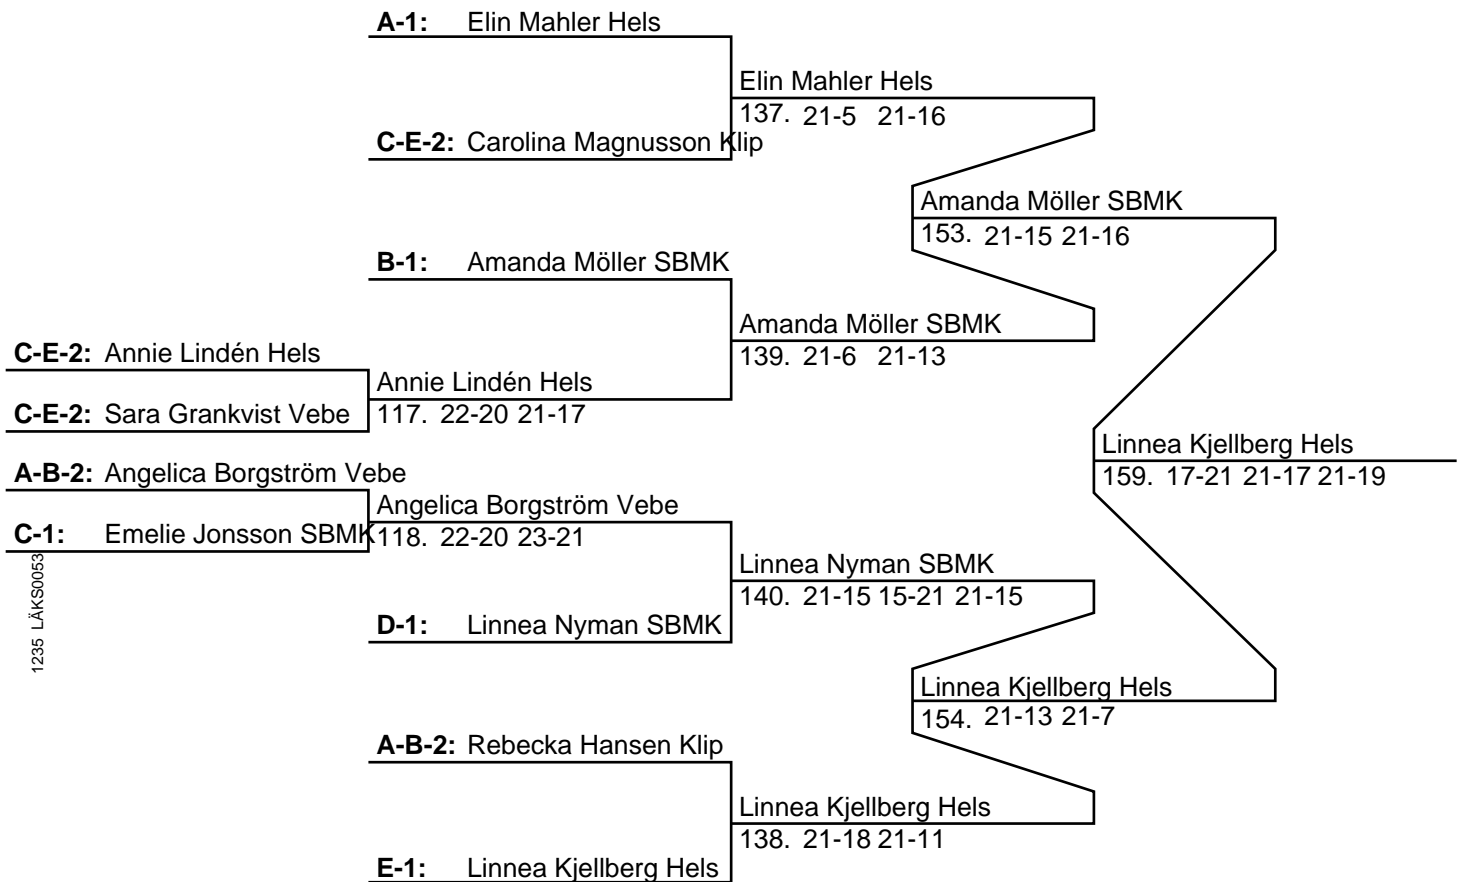 A-1: Elin Mahler Hels
Elin Mahler Hels
137. 21-5 21-16
C-E-2: Carolina Magnusson Klip
Amanda Möller SBMK
153. 21-15 21-16
B-1: Amanda Möller SBMK
Amanda Möller SBMK
139. 21-6 21-13
C-E-2: Annie Lindén Hels
Annie Lindén Hels
117. 22-20 21-17
C-E-2: Sara Grankvist Vebe
Linnea Kjellberg Hels
159. 17-21 21-17 21-19
A-B-2: Angelica Borgström Vebe
Angelica Borgström Vebe
118. 22-20 23-21
C-1: Emelie Jonsson SBMK
Linnea Nyman SBMK
140. 21-15 15-21 21-15
D-1: Linnea Nyman SBMK
1235 LÄKS0053
Linnea Kjellberg Hels
154. 21-13 21-7
A-B-2: Rebecka Hansen Klip
Linnea Kjellberg Hels
138. 21-18 21-11
E-1: Linnea Kjellberg Hels